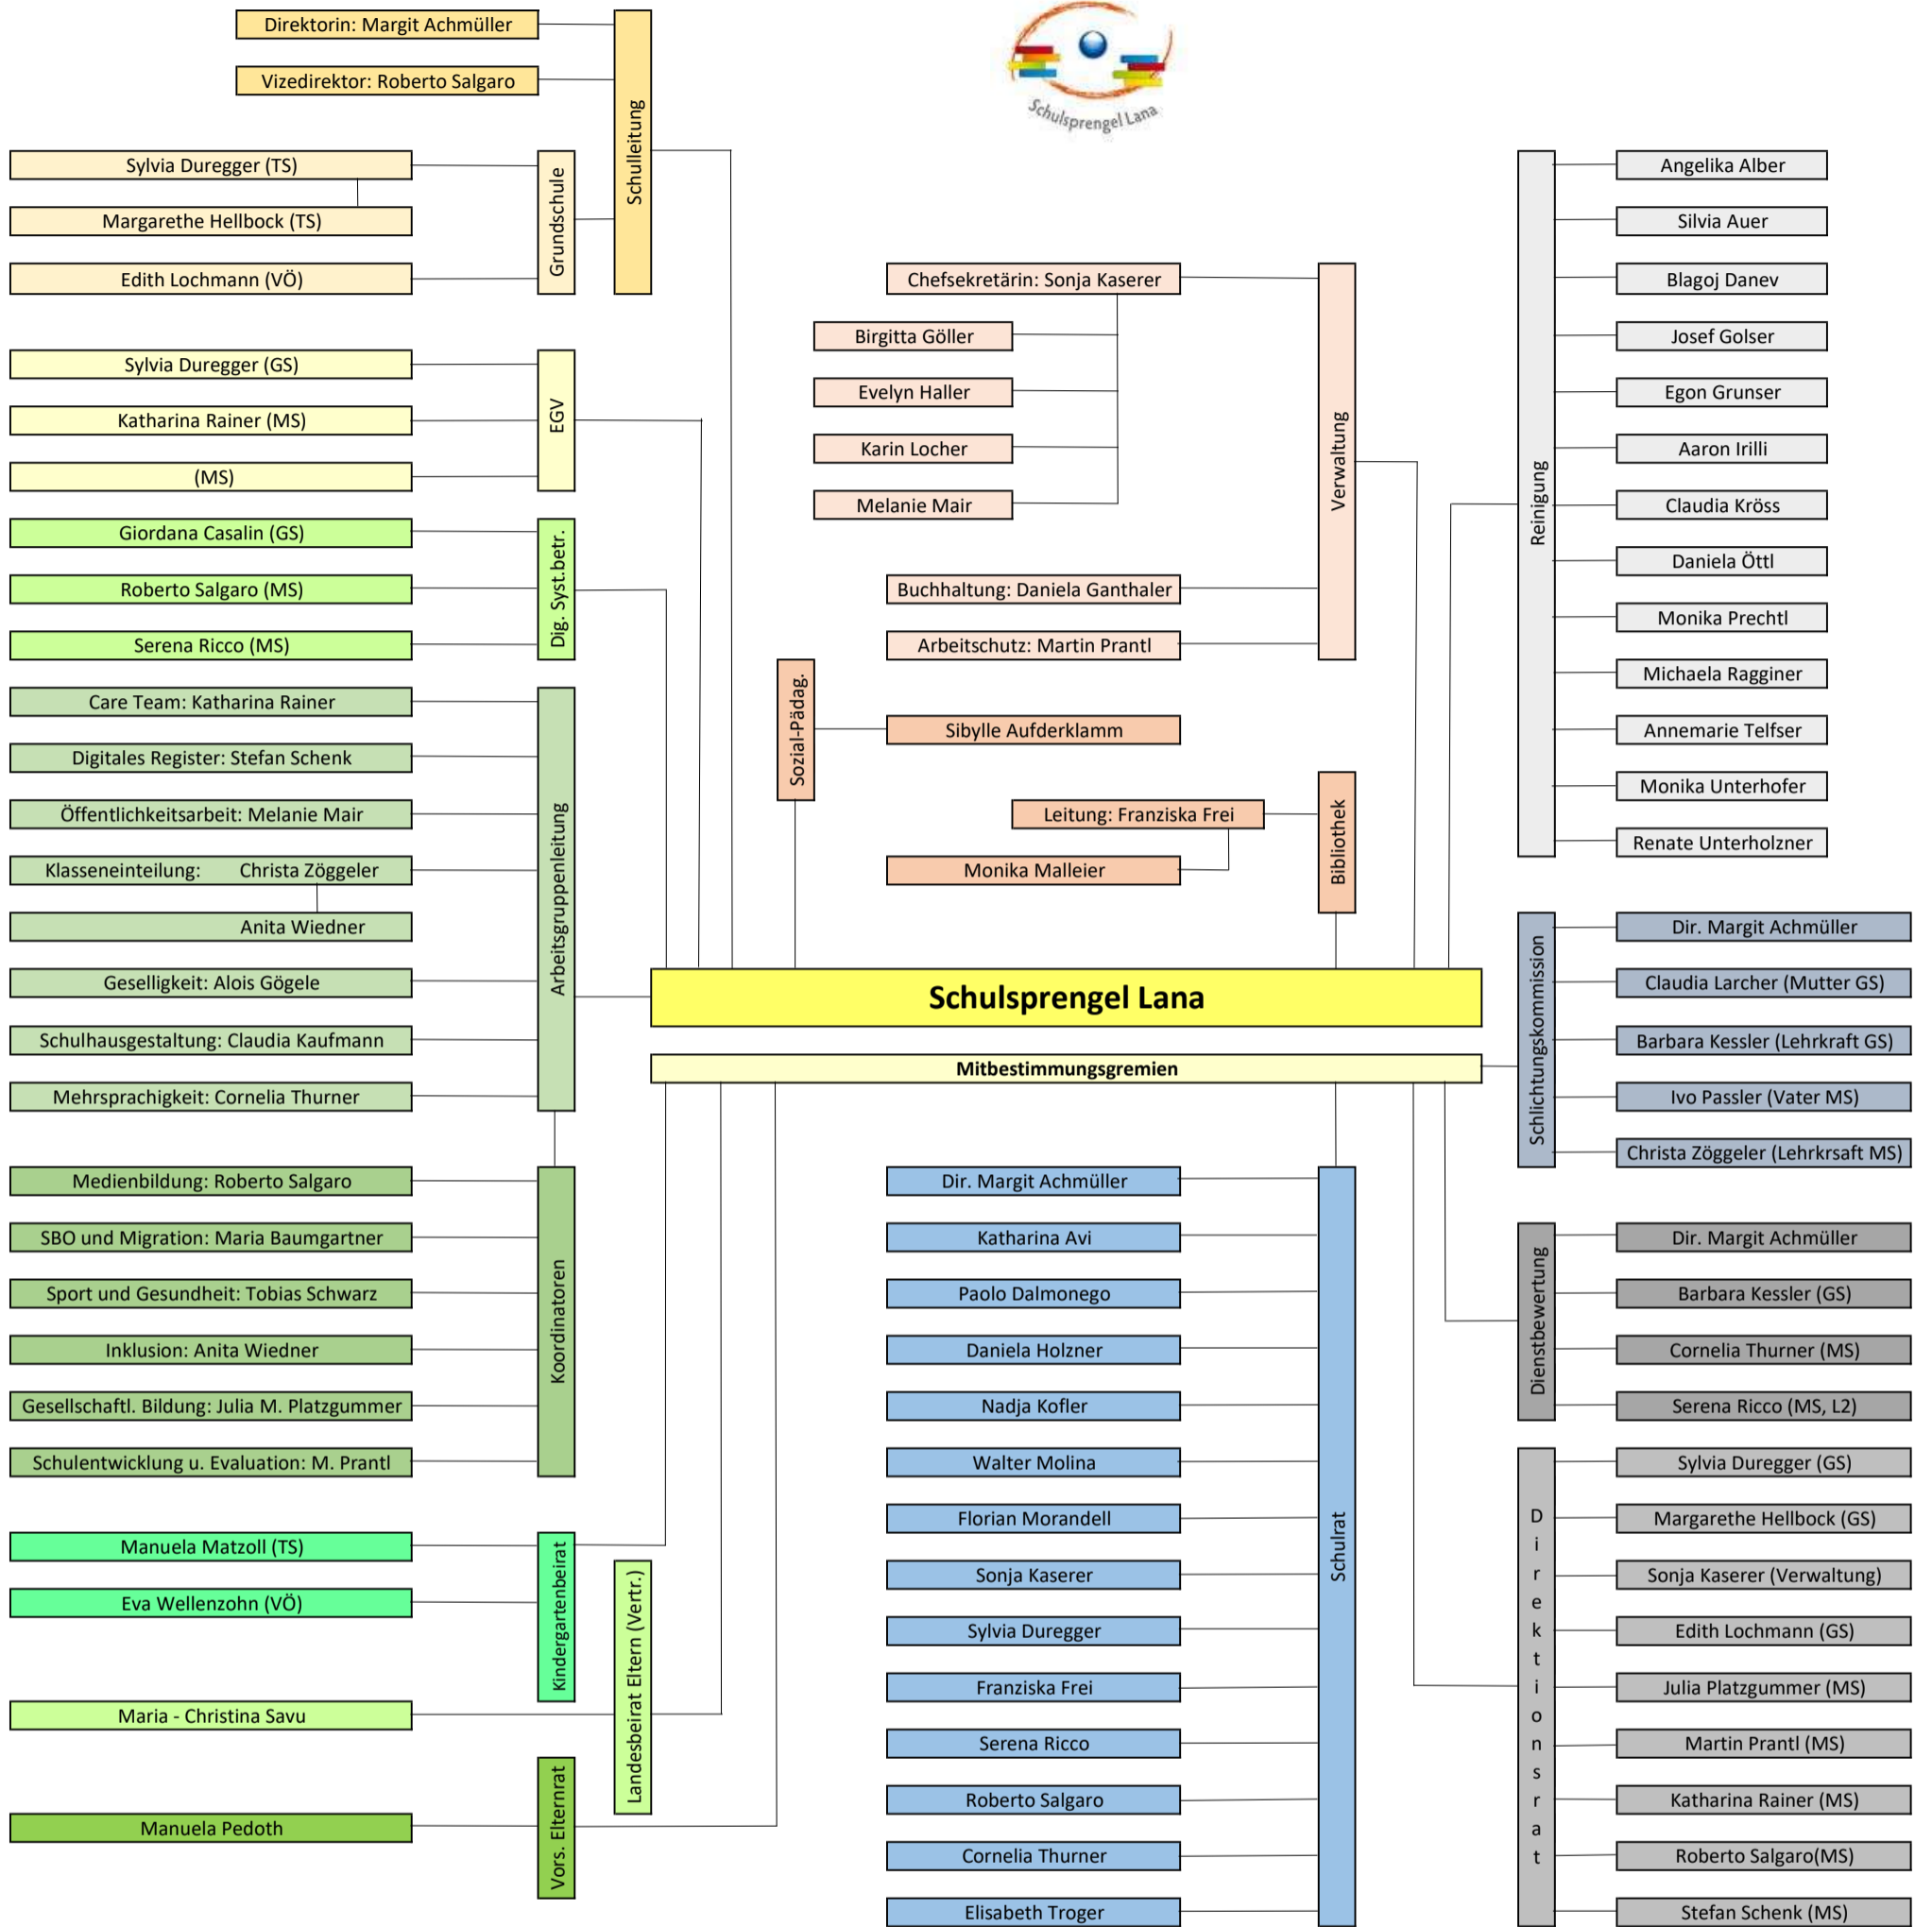 Schulsprengel Lana
Schulleitung
Direktorin: Margit Achmüller
Vizedirektor: Roberto Salgaro
Grundschule
Sylvia Duregger (TS)
Margarethe Hellbock (TS)
Edith Lochmann (VÖ)
EGV
Sylvia Duregger (GS)
Katharina Rainer (MS)
(MS)
Dig. Syst.betr.
Giordana Casalin (GS)
Roberto Salgaro (MS)
Serena Ricco (MS)
Arbeitsgruppenleitung
Care Team: Katharina Rainer
Digitales Register: Stefan Schenk
Öffentlichkeitsarbeit: Melanie Mair
Klasseneinteilung: Christa Zöggeler
Anita Wiedner
Geselligkeit: Alois Gögele
Schulhausgestaltung: Claudia Kaufmann
Mehrsprachigkeit: Cornelia Thurner
Koordinatoren
Medienbildung: Roberto Salgaro
SBO und Migration: Maria Baumgartner
Sport und Gesundheit: Tobias Schwarz
Inklusion: Anita Wiedner
Gesellschaftl. Bildung: Julia M. Platzgummer
Schulentwicklung u. Evaluation: M. Prantl
Kindergartenbeirat
Manuela Matzoll (TS)
Eva Wellenzohn (VÖ)
Landesbeirat Eltern (Vertr.)
Maria - Christina Savu
Vors. Elternrat
Manuela Pedoth
Verwaltung
Chefsekretärin: Sonja Kaserer
Birgitta Göller
Evelyn Haller
Karin Locher
Melanie Mair
Buchhaltung: Daniela Ganthaler
Arbeitschutz: Martin Prantl
Sozial-Pädag.
Sibylle Aufderklamm
Bibliothek
Leitung: Franziska Frei
Monika Malleier
Schulsprengel Lana
Mitbestimmungsgremien
Schulrat
Dir. Margit Achmüller
Katharina Avi
Paolo Dalmonego
Daniela Holzner
Nadja Kofler
Walter Molina
Florian Morandell
Sonja Kaserer
Sylvia Duregger
Franziska Frei
Serena Ricco
Roberto Salgaro
Cornelia Thurner
Elisabeth Troger
Reinigung
Angelika Alber
Silvia Auer
Blagoj Danev
Josef Golser
Egon Grunser
Aaron Irilli
Claudia Kröss
Daniela Öttl
Monika Prechtl
Michaela Ragginer
Annemarie Telfser
Monika Unterhofer
Renate Unterholzner
Schlichtungskommission
Dir. Margit Achmüller
Claudia Larcher (Mutter GS)
Barbara Kessler (Lehrkraft GS)
Ivo Passler (Vater MS)
Christa Zöggeler (Lehrkrsaft MS)
Dienstbewertung
Dir. Margit Achmüller
Barbara Kessler (GS)
Cornelia Thurner (MS)
Serena Ricco (MS, L2)
Direktionsrat
Sylvia Duregger (GS)
Margarethe Hellbock (GS)
Sonja Kaserer (Verwaltung)
Edith Lochmann (GS)
Julia Platzgummer (MS)
Martin Prantl (MS)
Katharina Rainer (MS)
Roberto Salgaro(MS)
Stefan Schenk (MS)